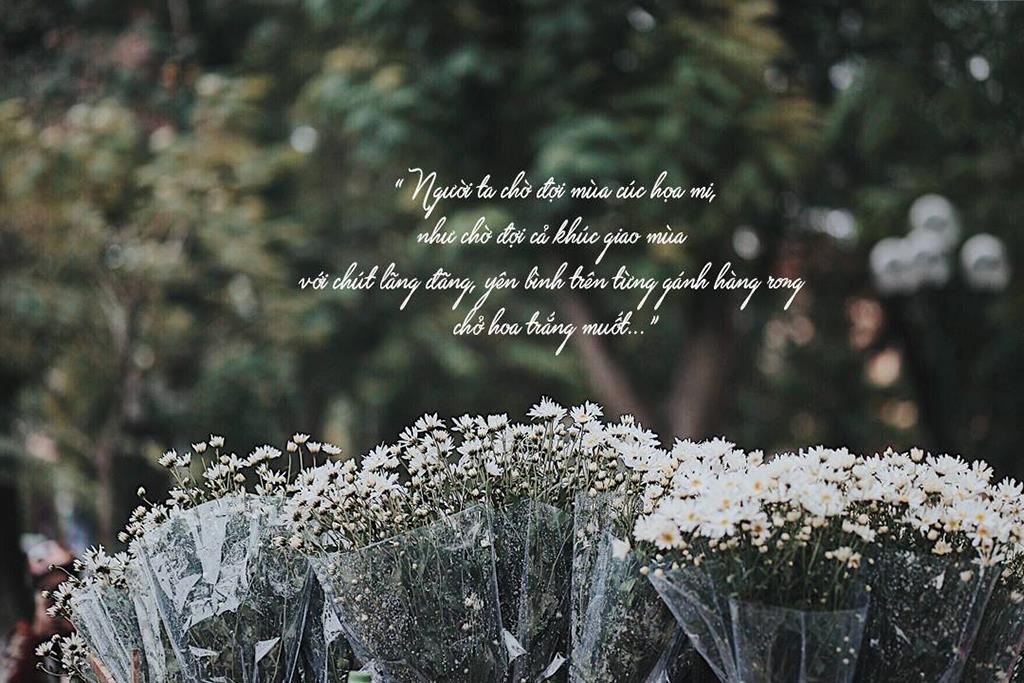 “Người ta chờ đợi mùa cúc họa mi,
như chờ đợi cả khúc giao mùa
với chút lãng đãng, yên bình trên từng gánh hàng rong
chở hoa trắng muốt...”